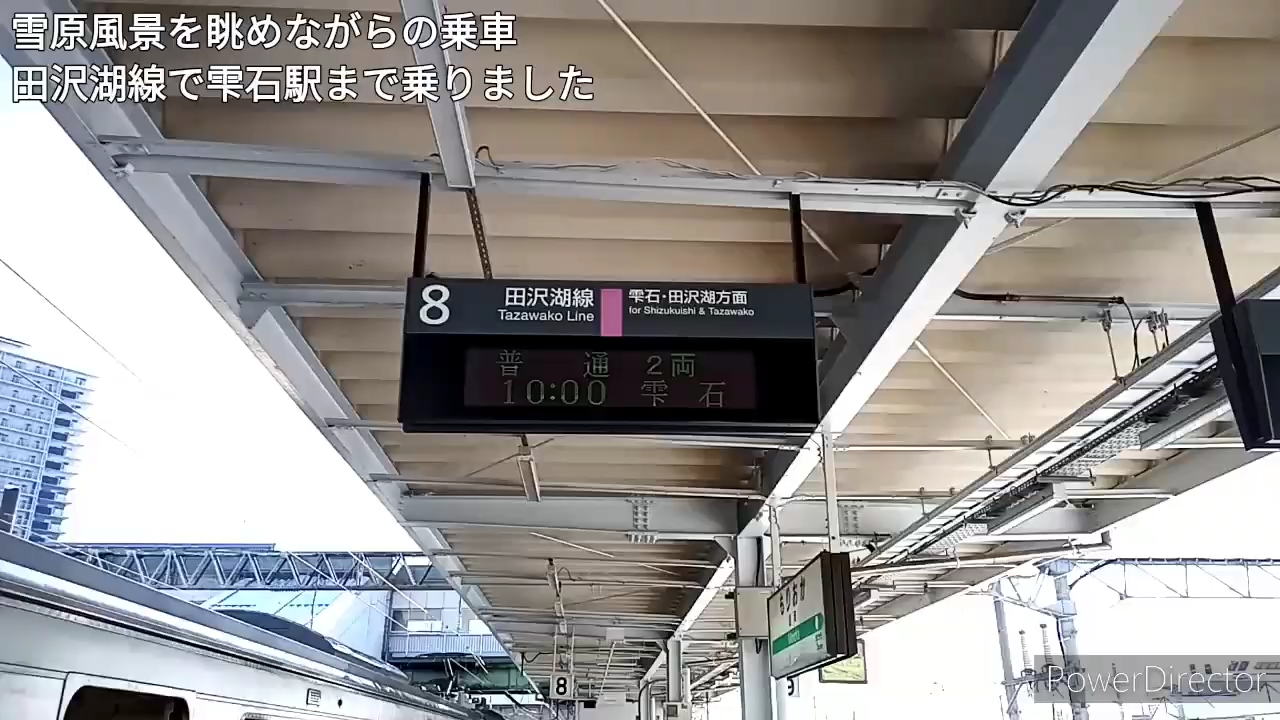 雪原風景を眺めながらの乗車
田沢湖線で雫石駅まで乗りました
8
田沢湖線
Tazawako Line
雫石・田沢湖方面
for Shizukuishi & Tazawako
普 通 2両
10:00 雫 石
もりおか
8
9
PowerDirector